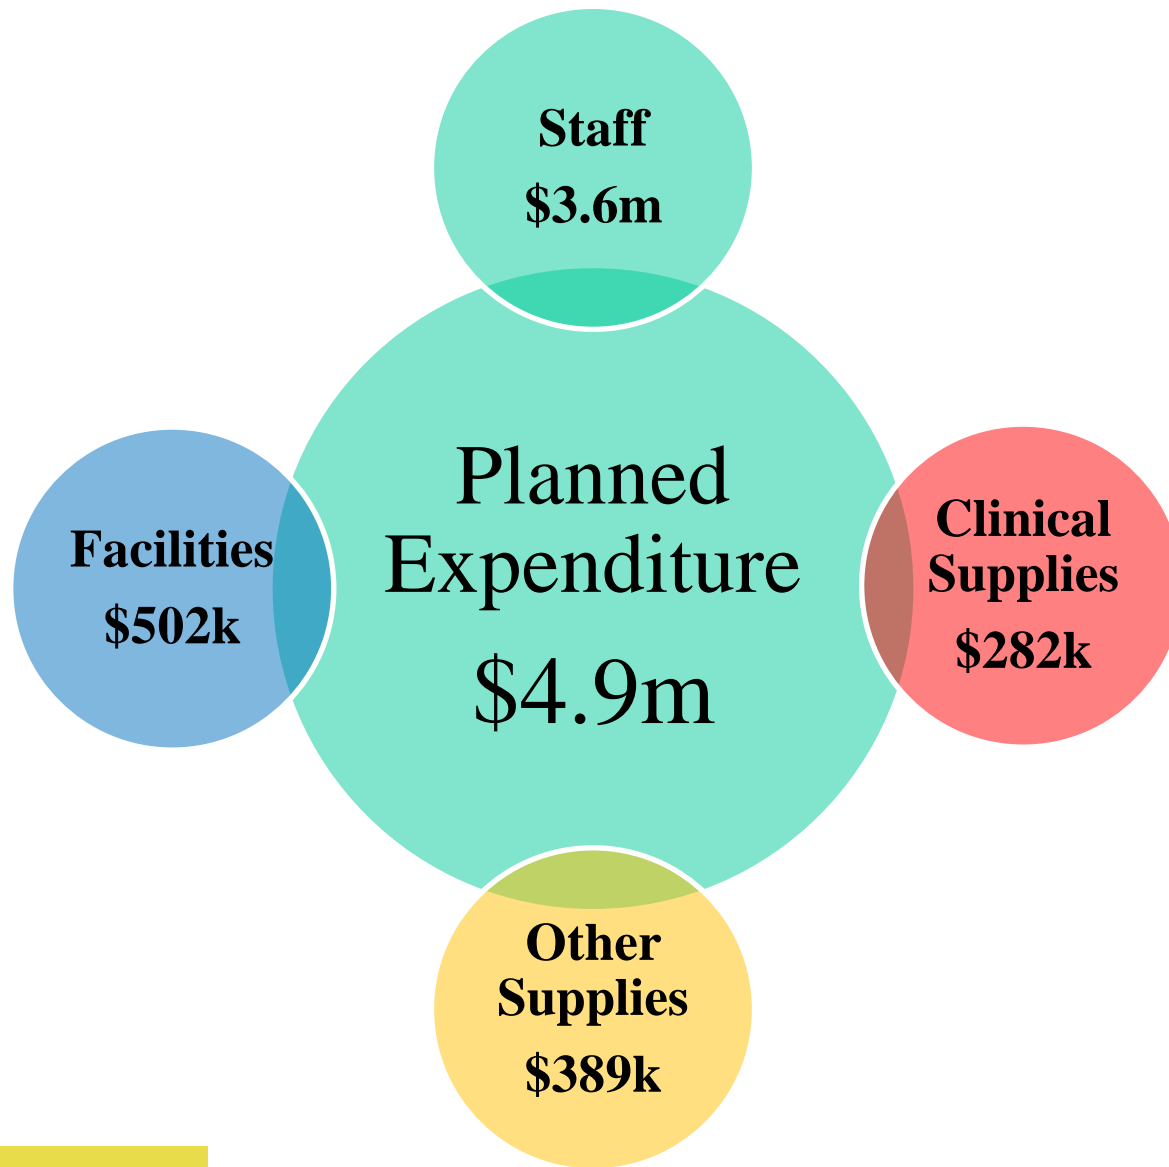 Staff
$3.6m
Planned
Expenditure
$4.9m
Facilities
$502k
Clinical
Supplies
$282k
Other
Supplies
$389k